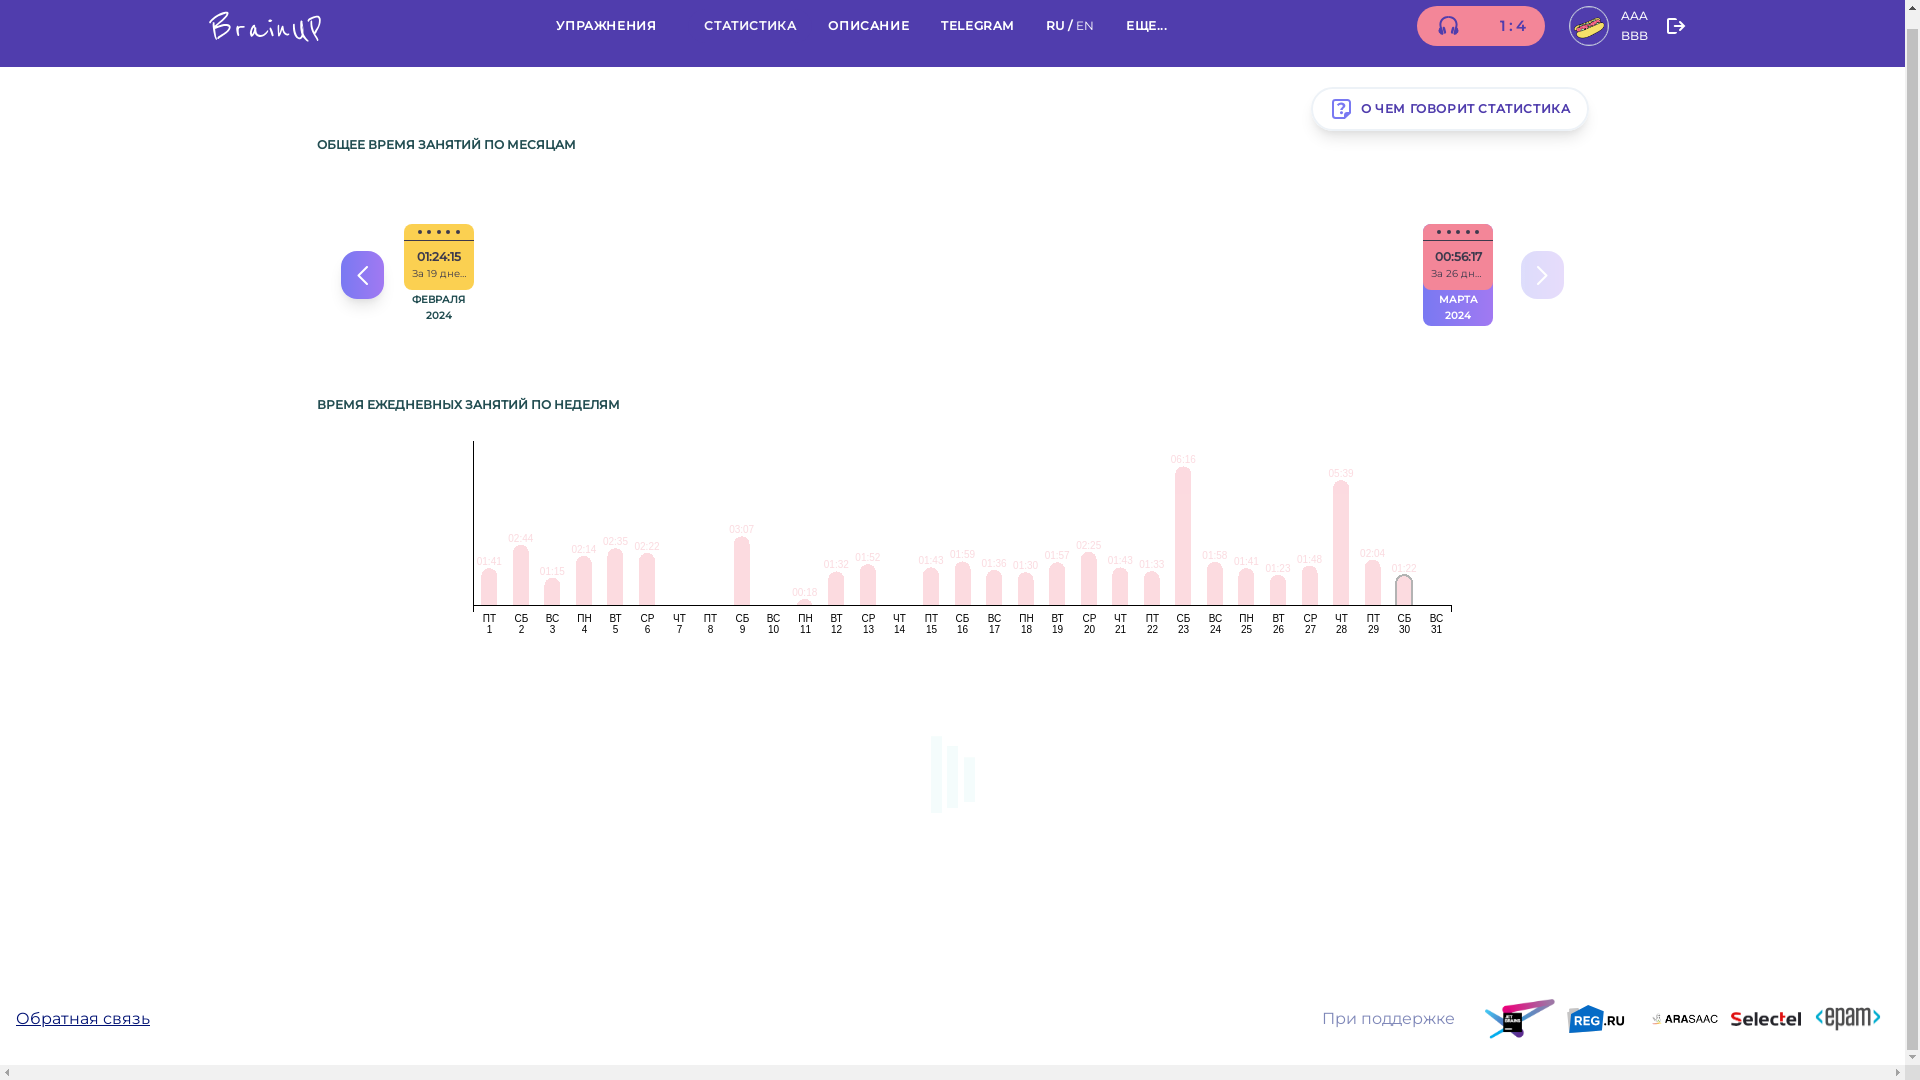 BrainUP
УПРАЖНЕНИЯ
СТАТИСТИКА
ОПИСАНИЕ
TELEGRAM
RU / EN
ЕЩЕ...
1 : 4
AAA
BBB
О ЧЕМ ГОВОРИТ СТАТИСТИКА
ОБЩЕЕ ВРЕМЯ ЗАНЯТИЙ ПО МЕСЯЦАМ
01:24:15
За 19 дне...
ФЕВРАЛЯ
2024
00:56:17
За 26 дн...
МАРТА
2024
ВРЕМЯ ЕЖЕДНЕВНЫХ ЗАНЯТИЙ ПО НЕДЕЛЯМ
01:41 02:44 01:15 02:14 02:35 02:22 03:07 00:18 01:32 01:52 01:43 01:59 01:36 01:30 01:57 02:25 01:43 01:33 06:16 01:58 01:41 01:23 01:48 05:39 02:04 01:22
ПТ СБ ВС ПН ВТ СР ЧТ ПТ СБ ВС ПН ВТ СР ЧТ ПТ СБ ВС ПН ВТ СР ЧТ ПТ СБ ВС ПН ВТ СР ЧТ ПТ СБ ВС
1 2 3 4 5 6 7 8 9 10 11 12 13 14 15 16 17 18 19 20 21 22 23 24 25 26 27 28 29 30 31
Обратная связь
При поддержке
JET BRAINS
REG.RU
ARASAAC
Selectel
<epam>